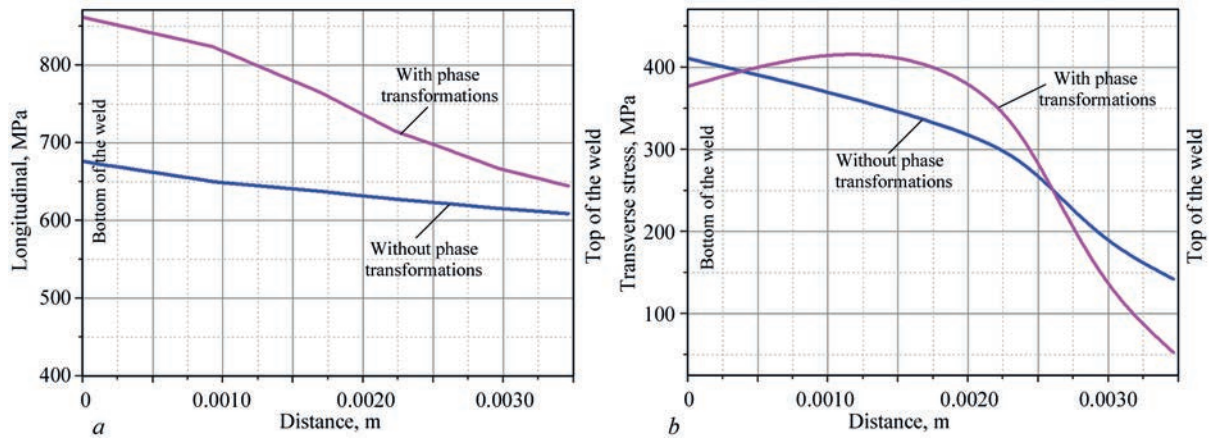 Longitudinal, MPa
800
700
600
500
400
Bottom of the weld
With phase
transformations
Without phase
transformations
Top of the weld
0
0.0010
0.0020
0.0030
Distance, m
a
Transverse stress, MPa
400
300
200
100
Bottom of the weld
With phase
transformations
Without phase
transformations
Top of the weld
0
0.0010
0.0020
0.0030
Distance, m
b